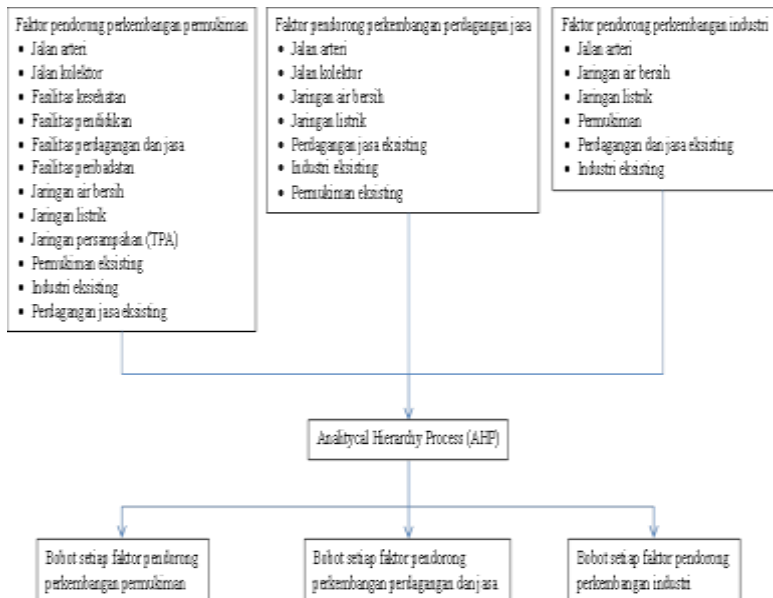 Faktor pendorong perkembangan permukiman
▪ Jalan arteri
▪ Jalan kolektor
▪ Fasilitas kesehatan
▪ Fasilitas pendidikan
▪ Fasilitas perdagangan dan jasa
▪ Fasilitas peribadatan
▪ Jaringan air bersih
▪ Jaringan listrik
▪ Jaringan persampahan (TPA)
▪ Permukiman eksisting
▪ Industri eksisting
▪ Perdagangan jasa eksisting
Faktor pendorong perkembangan perdagangan jasa
▪ Jalan arteri
▪ Jalan kolektor
▪ Jaringan air bersih
▪ Jaringan listrik
▪ Perdagangan jasa eksisting
▪ Industri eksisting
▪ Permukiman eksisting
Faktor pendorong perkembangan industri
▪ Jalan arteri
▪ Jaringan air bersih
▪ Jaringan listrik
▪ Permukiman
▪ Perdagangan dan jasa eksisting
▪ Industri eksisting
Analitycal Hierarchy Process (AHP)
Bobot setiap faktor pendorong
perkembangan permukiman
Bobot setiap faktor pendorong
perkembangan perdagangan dan jasa
Bobot setiap faktor pendorong
perkembangan industri